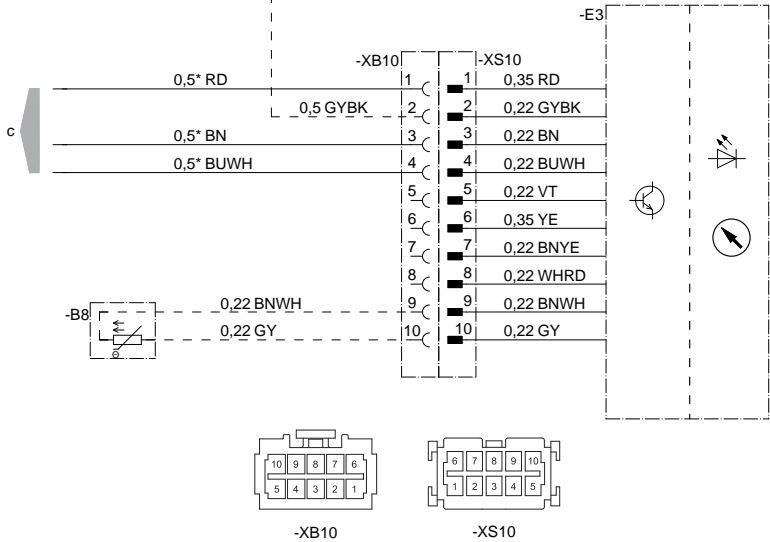 -E3
-XB10 -XS10
0,5* RD 1 1 0,35 RD
0,5 GYBK 2 2 0,22 GYBK
c
0,5* BN 3 3 0,22 BN
0,5* BUWH 4 4 0,22 BUWH
5 5 0,22 VT
6 6 0,35 YE
7 7 0,22 BNYE
8 8 0,22 WHRD
-B8 0,22 BNWH 9 9 0,22 BNWH
0,22 GY 10 10 0,22 GY
10 9 8 7 6 6 7 8 9 10
5 4 3 2 1 1 2 3 4 5
-XB10 -XS10